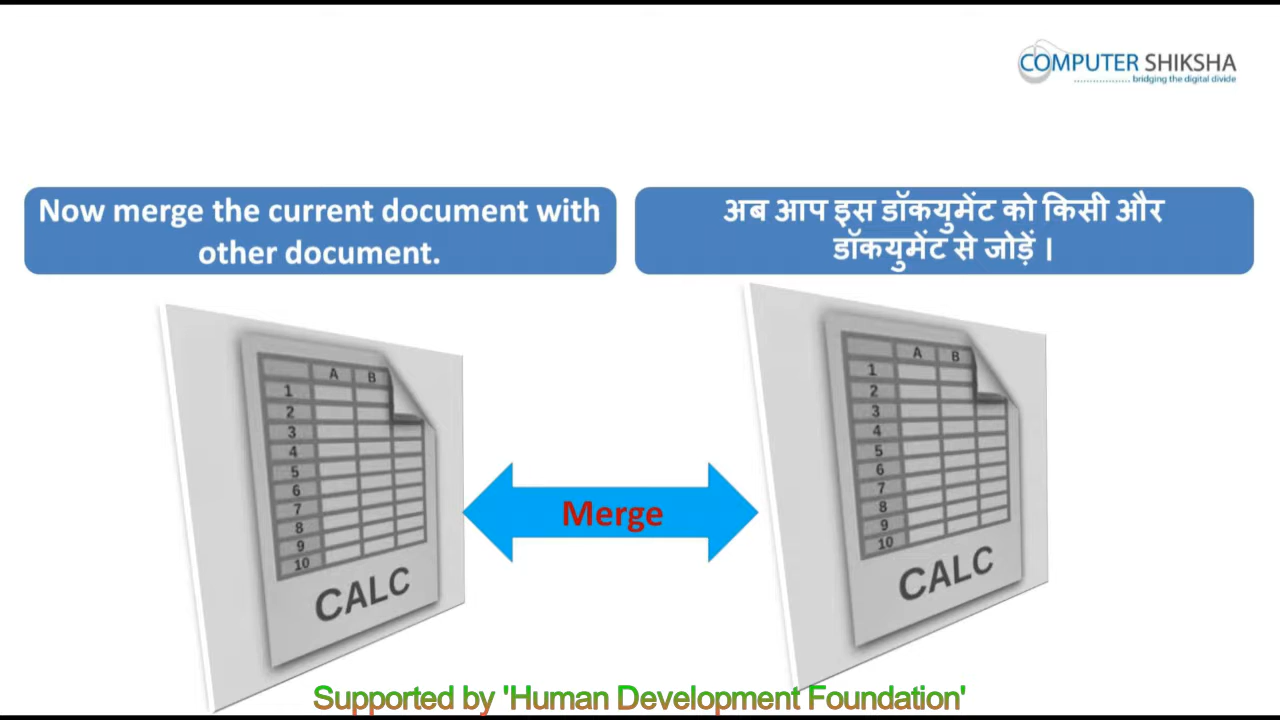 COMPUTER SHIKSHA
.................. bridging the digital divide
Now merge the current document with
other document.
अब आप इस डॉकयुमेंट को किसी और
डॉकयुमेंट से जोड़ें ।
A B
1
2
3
4
5
6
7
8
9
10
CALC
Merge
A B
1
2
3
4
5
6
7
8
9
10
CALC
Supported by 'Human Development Foundation'